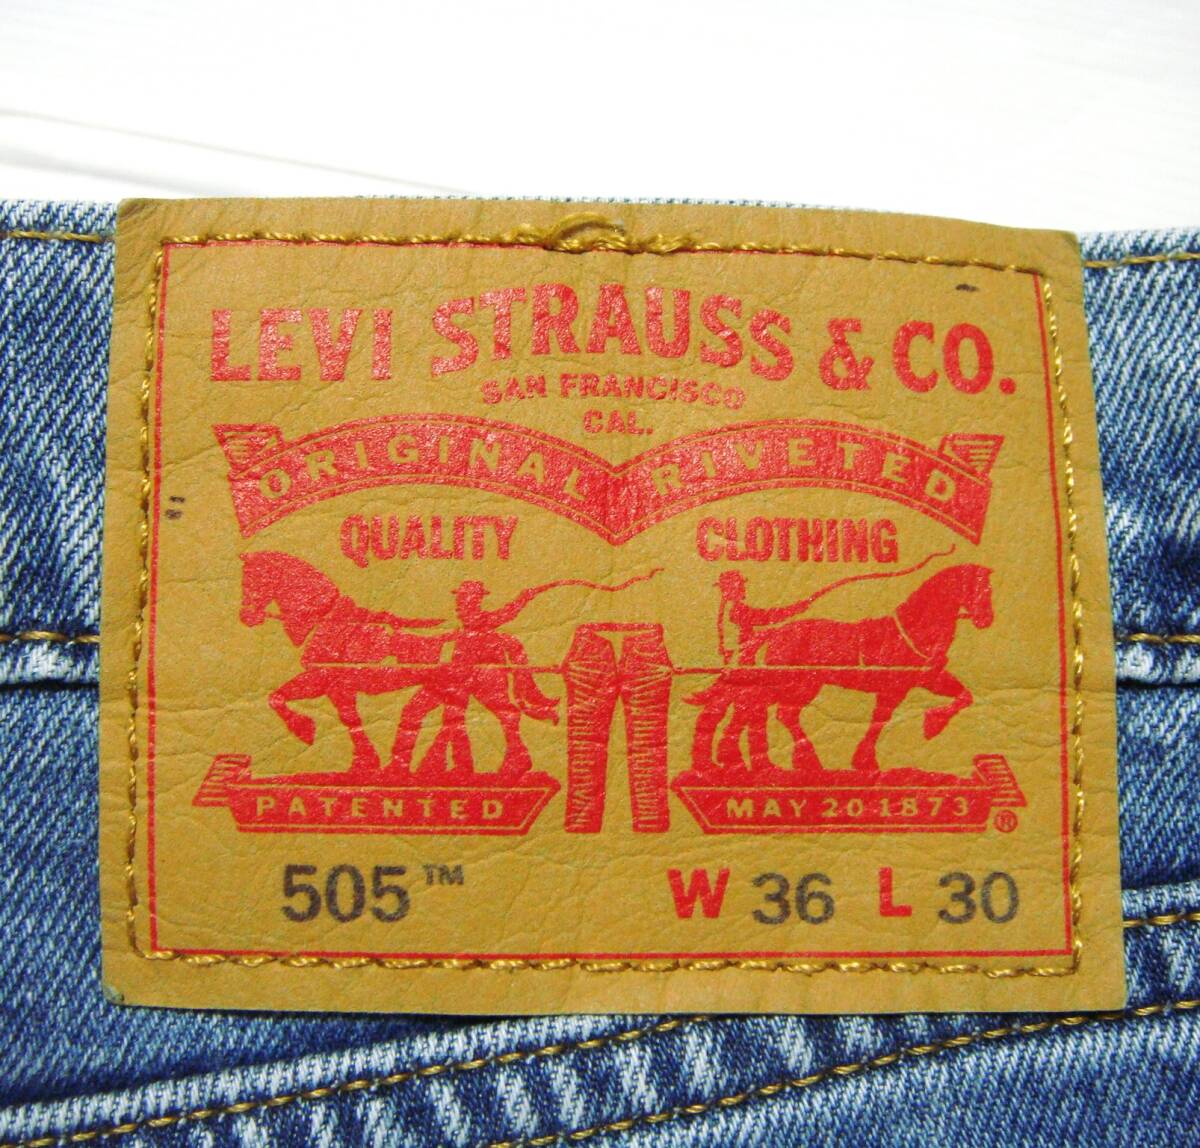 LEVI STRAUSS & CO.
SAN FRANCISCO
CAL.
ORIGINAL RIVETED
QUALITY CLOTHING
PATENTED MAY 20 1873 ®
505™ W 36 L 30